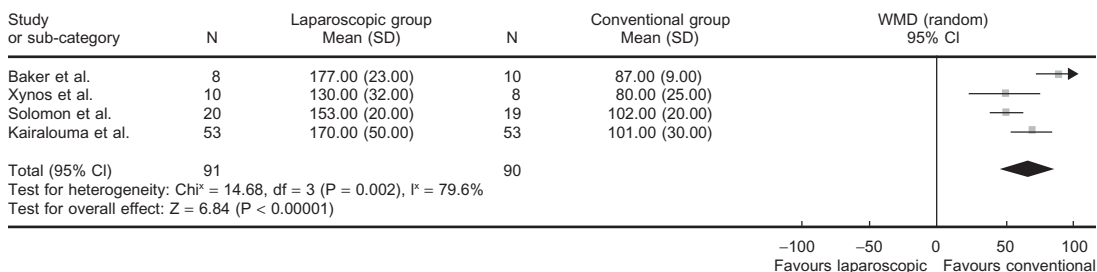 Study Laparoscopic group Conventional group WMD (random)
or sub-category N Mean (SD) N Mean (SD) 95% CI
Baker et al. 8 177.00 (23.00) 10 87.00 (9.00)
Xynos et al. 10 130.00 (32.00) 8 80.00 (25.00)
Solomon et al. 20 153.00 (20.00) 19 102.00 (20.00)
Kairalouma et al. 53 170.00 (50.00) 53 101.00 (30.00)
Total (95% CI) 91 90
Test for heterogeneity: Chiˣ = 14.68, df = 3 (P = 0.002), Iˣ = 79.6%
Test for overall effect: Z = 6.84 (P < 0.00001)
−100 −50 0 50 100
Favours laparoscopic Favours conventional